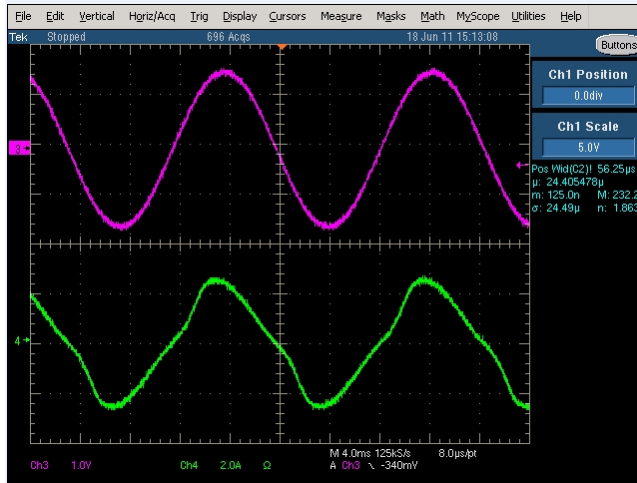 File Edit Vertical Horiz/Acq Trig Display Cursors Measure Masks Math MyScope Utilities Help
Tek Stopped 696 Acqs 18 Jun 11 15:13:08
Buttons
Ch1 Position
0.0div
Ch1 Scale
5.0V
3
Pos Wid(C2)! 56.25µs
µ: 24.405478µ
m: 125.0n M: 232.2
σ: 24.49µ n: 1.863
4
M 4.0ms 125kS/s 8.0µs/pt
Ch3 1.0V Ch4 2.0A Ω A Ch3 -340mV